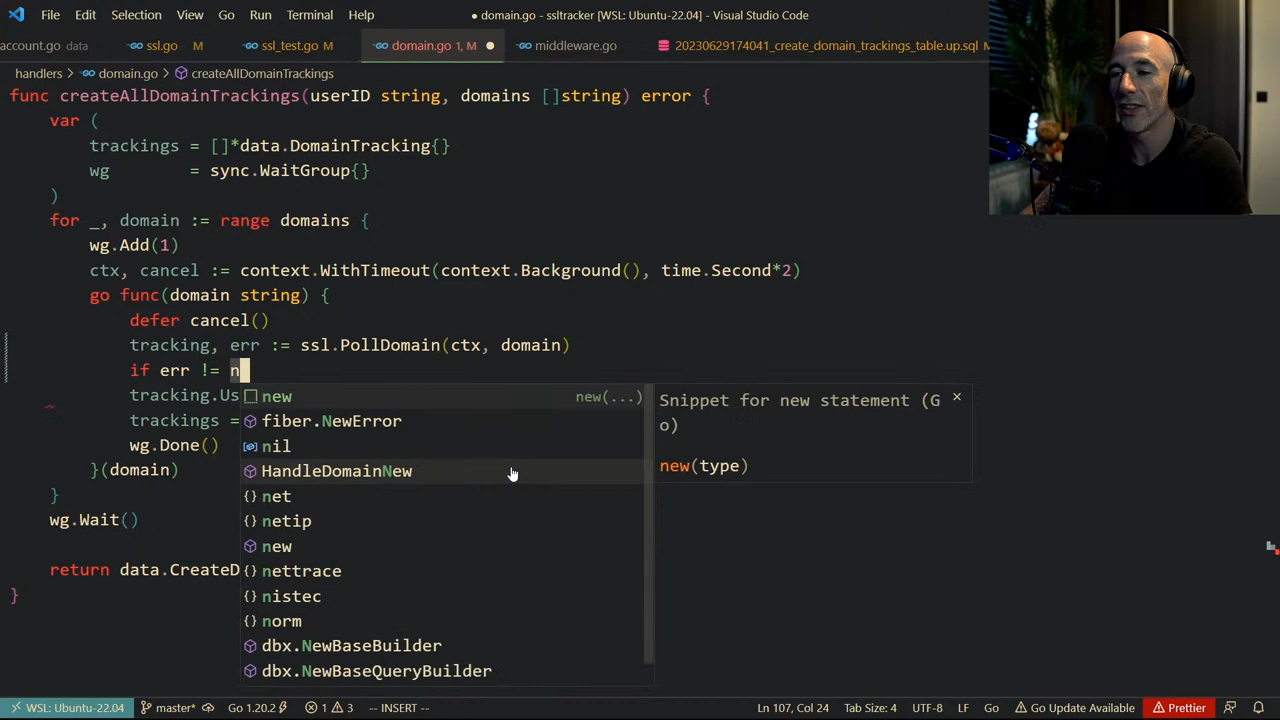 File Edit Selection View Go Run Terminal Help
domain.go - ssltracker [WSL: Ubuntu-22.04] - Visual Studio Code
account.go data
ssl.go M
ssl_test.go M
domain.go 1, M
middleware.go
20230629174041_create_domain_trackings_table.up.sql
handlers > domain.go > createAllDomainTrackings
func createAllDomainTrackings(userID string, domains []string) error {
var (
trackings = []*data.DomainTracking{}
wg = sync.WaitGroup{}
)
for _, domain := range domains {
wg.Add(1)
ctx, cancel := context.WithTimeout(context.Background(), time.Second*2)
go func(domain string) {
defer cancel()
tracking, err := ssl.PollDomain(ctx, domain)
if err != n
tracking.Us
trackings =
wg.Done()
}(domain)
}
wg.Wait()
return data.CreateD
}
new new(...)
fiber.NewError
nil
HandleDomainNew
net
netip
new
nettrace
nistec
norm
dbx.NewBaseBuilder
dbx.NewBaseQueryBuilder
Snippet for new statement (G
o)
new(type)
WSL: Ubuntu-22.04 master* Go 1.20.2 1 3 -- INSERT -- Ln 107, Col 24 Tab Size: 4 UTF-8 LF Go Go Update Available Prettier